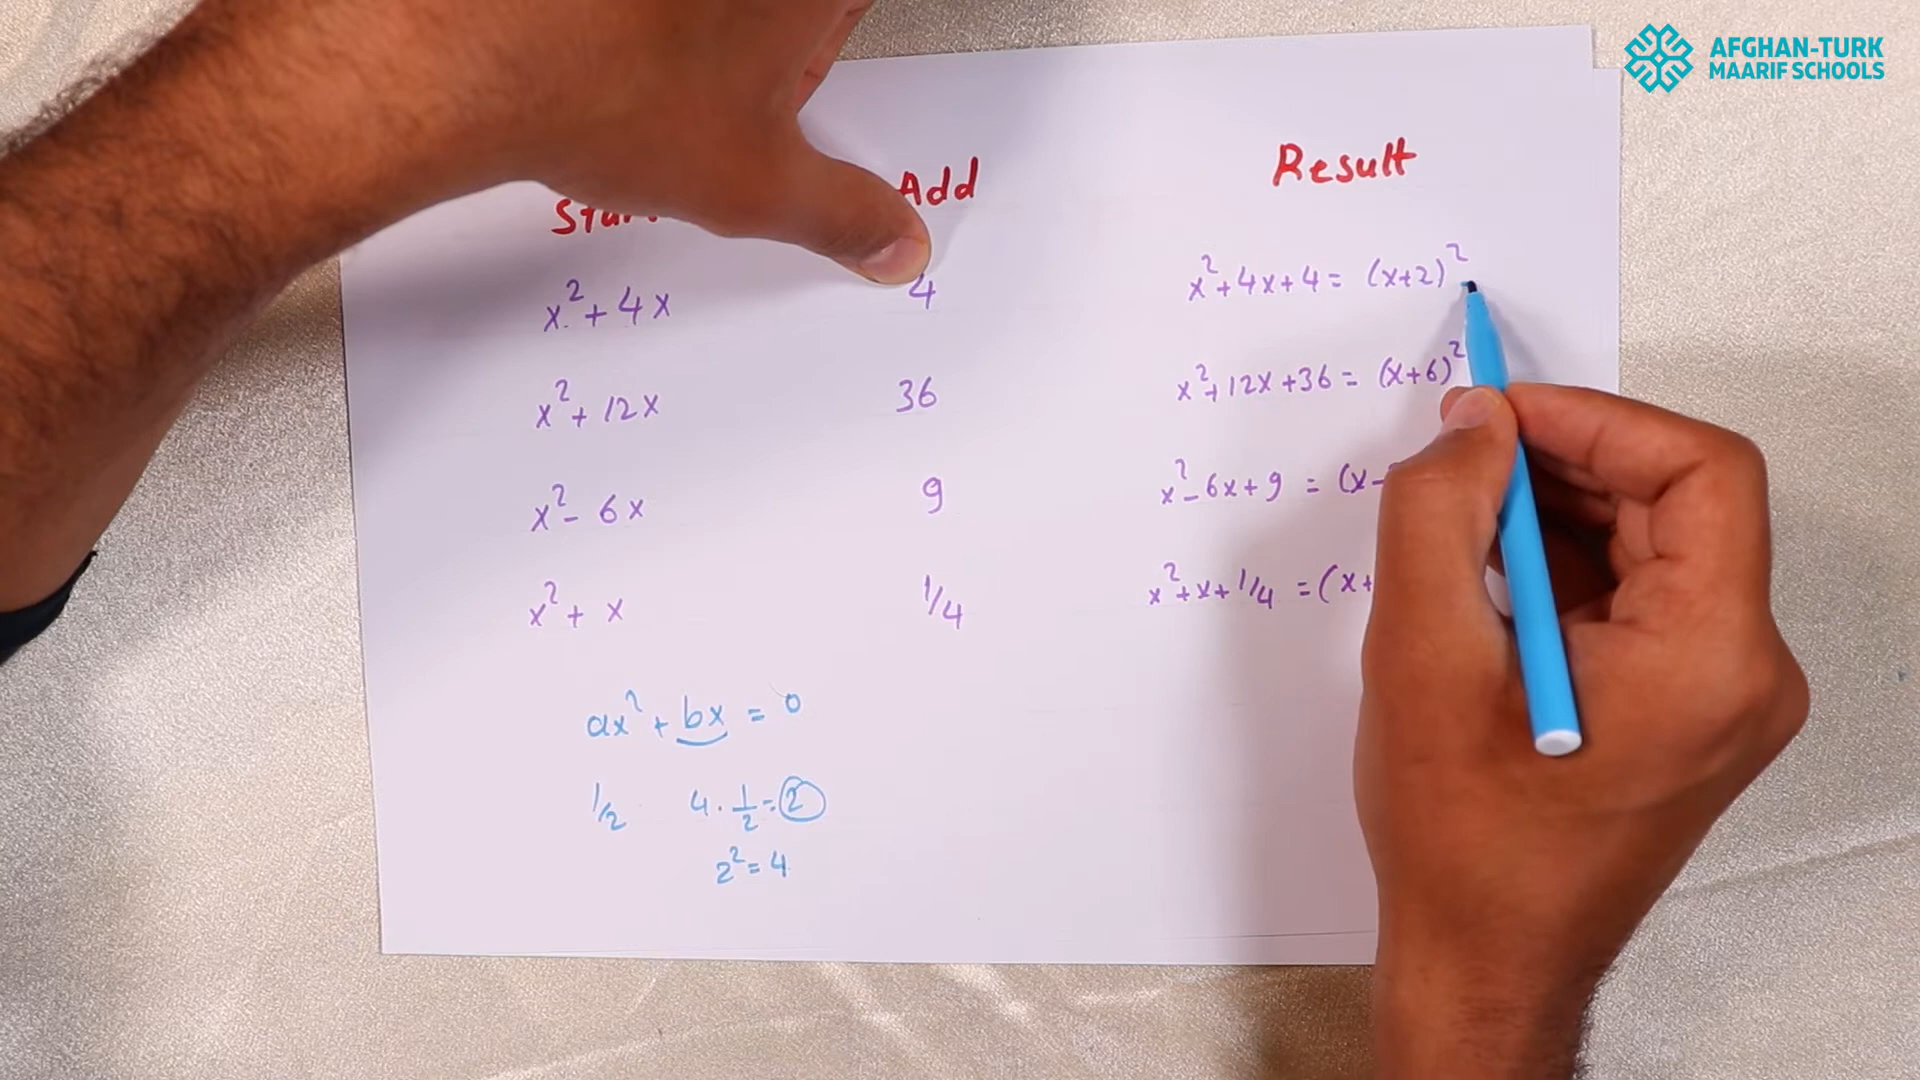 AFGHAN-TURK
MAARIF SCHOOLS
Add Result
x² + 4x 4 x² + 4x + 4 = (x+2)²
x² + 12x 36 x² + 12x + 36 = (x+6)²
x² - 6x 9 x² - 6x + 9 = (x-
x² + x 1/4 x² + x + 1/4 = (x+
ax² + bx = 0
1/2 4 · 1/2 = 2
2² = 4